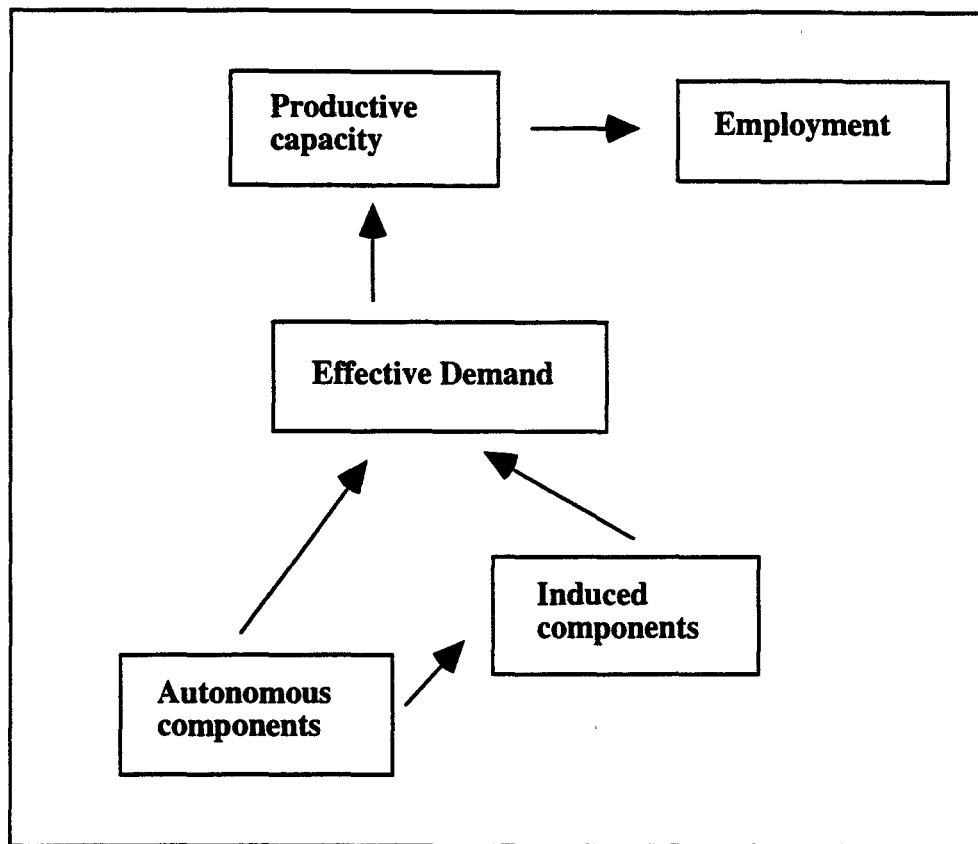 Productive
capacity
Employment
Effective Demand
Induced
components
Autonomous
components